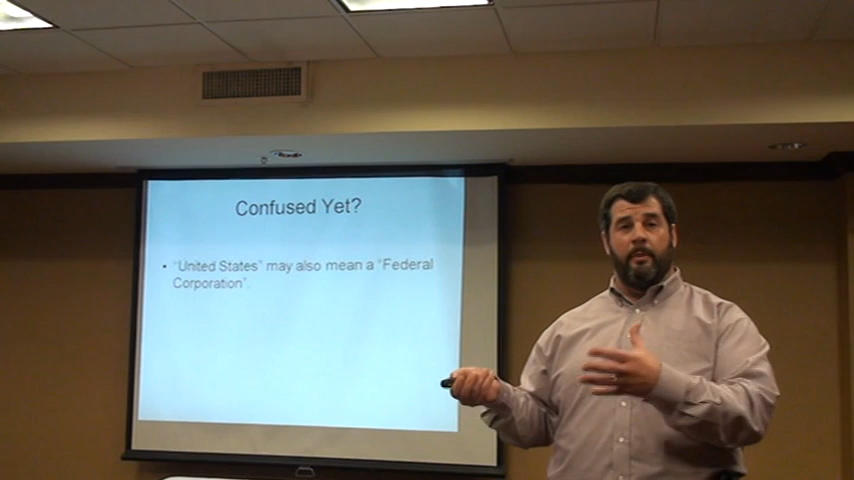 Confused Yet?
• "United States" may also mean a "Federal
Corporation".